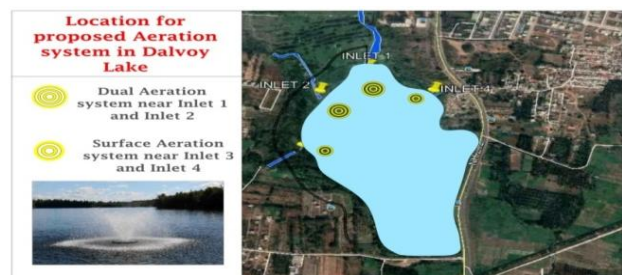 Location for
proposed Aeration
system in Dalvoy
Lake
Dual Aeration
system near Inlet 1
and Inlet 2
Surface Aeration
system near Inlet 3
and Inlet 4
INLET 1
INLET 2
INLET 4